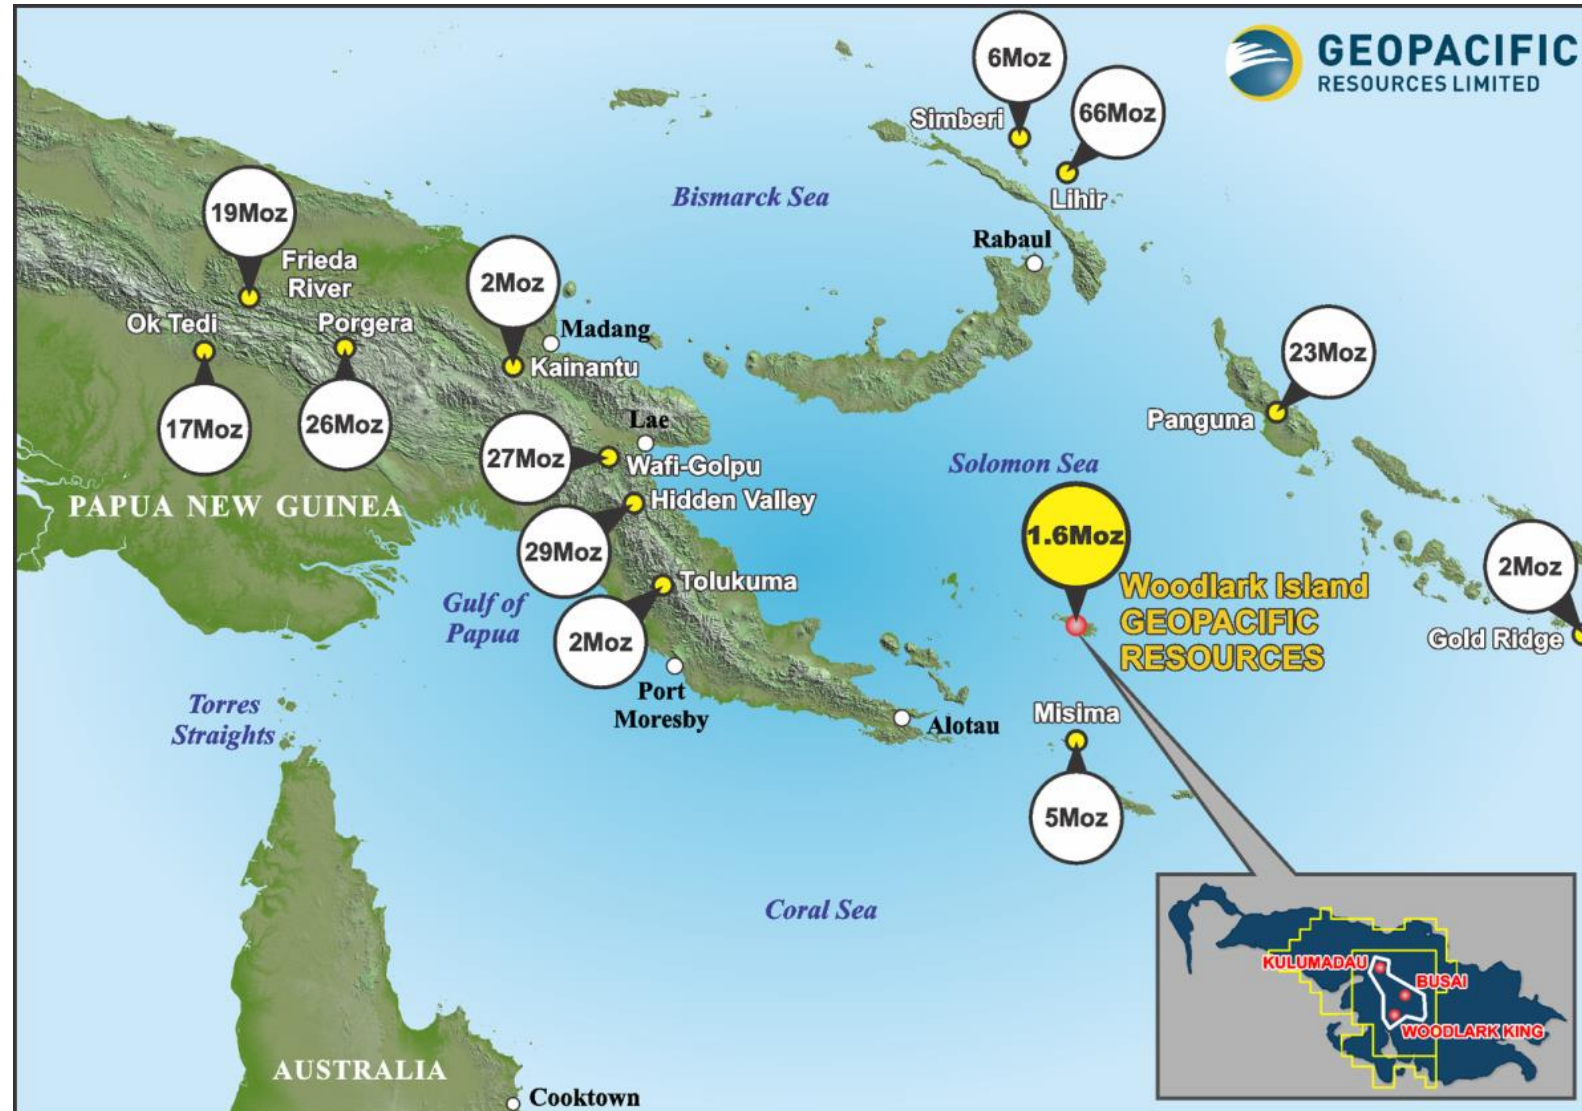 GEOPACIFIC
RESOURCES LIMITED
6Moz
Simberi
66Moz
Lihir
Bismarck Sea
Rabaul
19Moz
Frieda
River
2Moz
Ok Tedi
Porgera
Madang
Kainantu
17Moz
26Moz
23Moz
Panguna
Lae
27Moz
Wafi-Golpu
Solomon Sea
PAPUA NEW GUINEA
Hidden Valley
29Moz
1.6Moz
2Moz
Tolukuma
Woodlark Island
GEOPACIFIC
RESOURCES
Gold Ridge
Gulf of
Papua
2Moz
Port
Moresby
Torres
Straights
Alotau
Misima
5Moz
Coral Sea
KULUMADAU
BUSAI
WOODLARK KING
AUSTRALIA
Cooktown